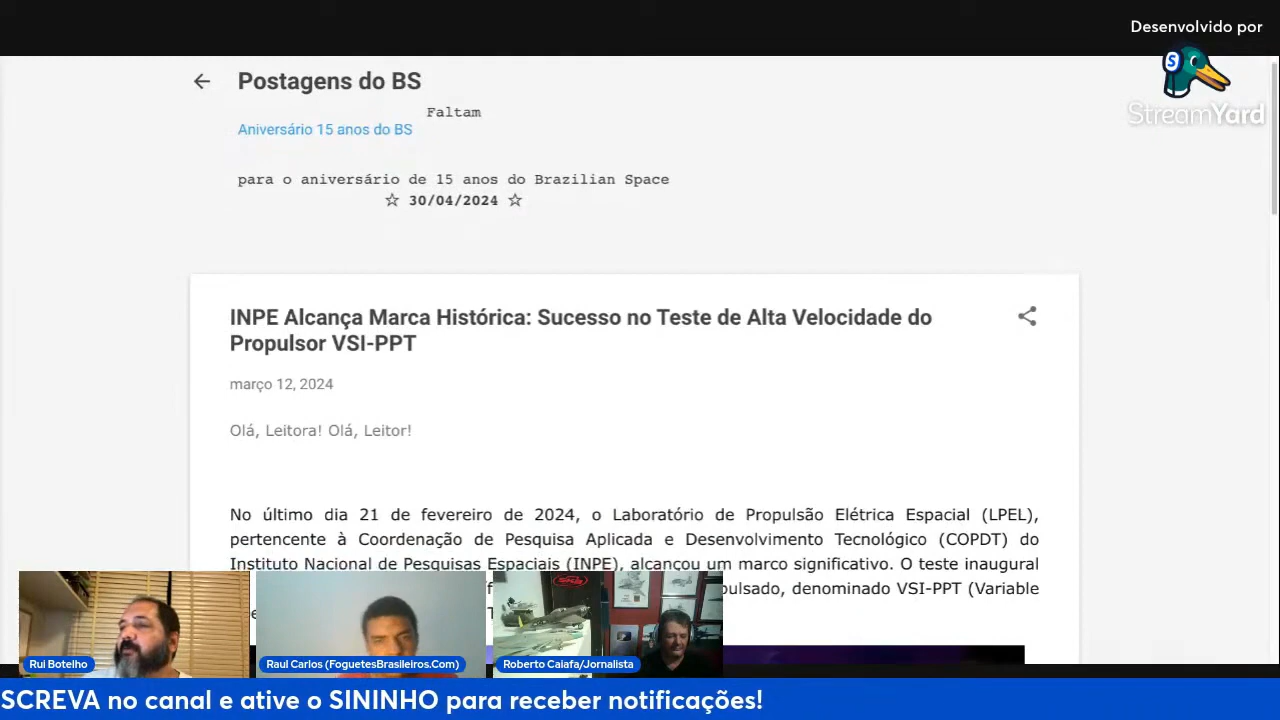 Desenvolvido por
StreamYard
Postagens do BS
Faltam
Aniversário 15 anos do BS
para o aniversário de 15 anos do Brazilian Space
☆ 30/04/2024 ☆
INPE Alcança Marca Histórica: Sucesso no Teste de Alta Velocidade do
Propulsor VSI-PPT
março 12, 2024
Olá, Leitora! Olá, Leitor!
No último dia 21 de fevereiro de 2024, o Laboratório de Propulsão Elétrica Espacial (LPEL),
pertencente à Coordenação de Pesquisa Aplicada e Desenvolvimento Tecnológico (COPDT) do
Instituto Nacional de Pesquisas Espaciais (INPE), alcançou um marco significativo. O teste inaugural
denominado VSI-PPT (Variable
Rui Botelho
Raul Carlos (FoguetesBrasileiros.Com)
Roberto Caiafa/Jornalista
SCREVA no canal e ative o SININHO para receber notificações!